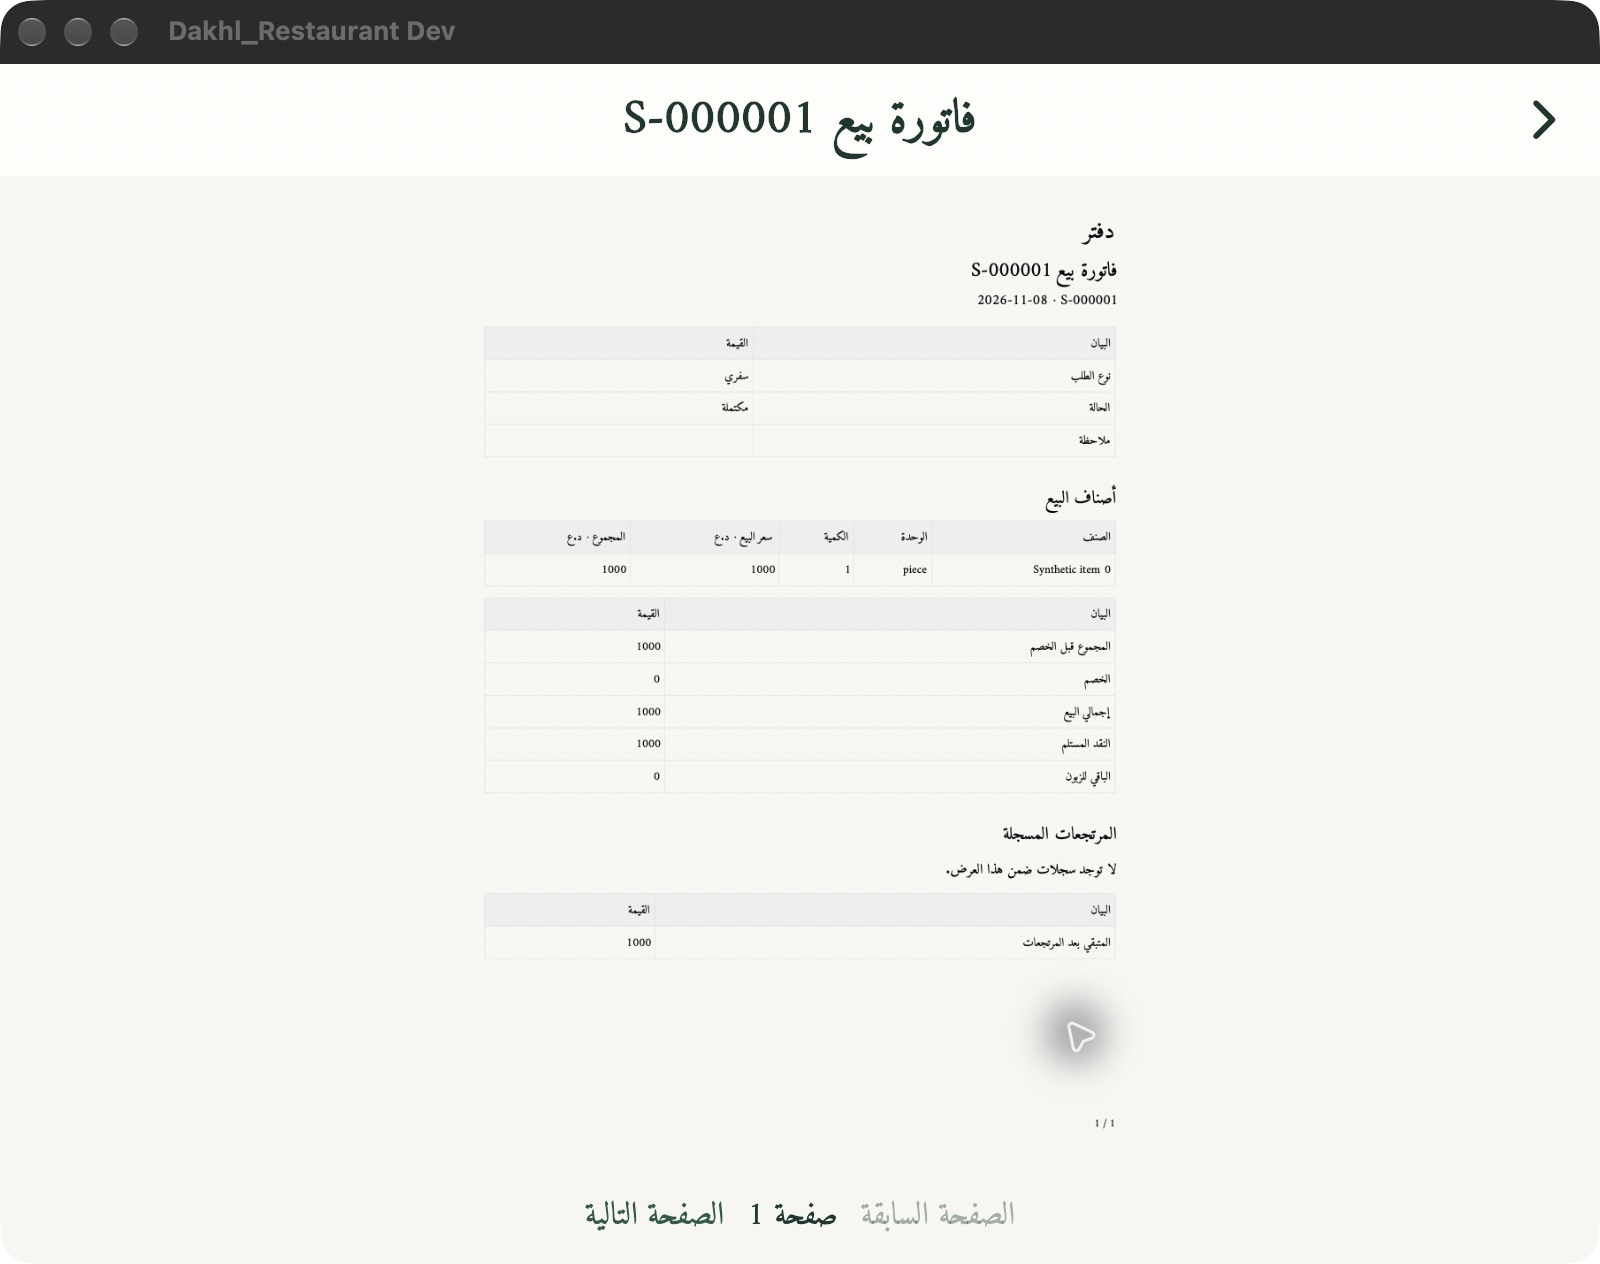 Dakhl_Restaurant Dev
فاتورة بيع S-000001
دفتر
فاتورة بيع S-000001
2026-11-08 · S-000001
البيان القيمة
نوع الطلب سفري
الحالة مكتملة
ملاحظة
أصناف البيع
الصنف الوحدة الكمية سعر البيع · د.ع المجموع · د.ع
Synthetic item 0 piece 1 1000 1000
البيان القيمة
المجموع قبل الخصم 1000
الخصم 0
إجمالي البيع 1000
النقد المستلم 1000
الباقي للزبون 0
المرتجعات المسجلة
لا توجد سجلات ضمن هذا العرض.
البيان القيمة
المتبقي بعد المرتجعات 1000
1 / 1
الصفحة السابقة صفحة 1 الصفحة التالية